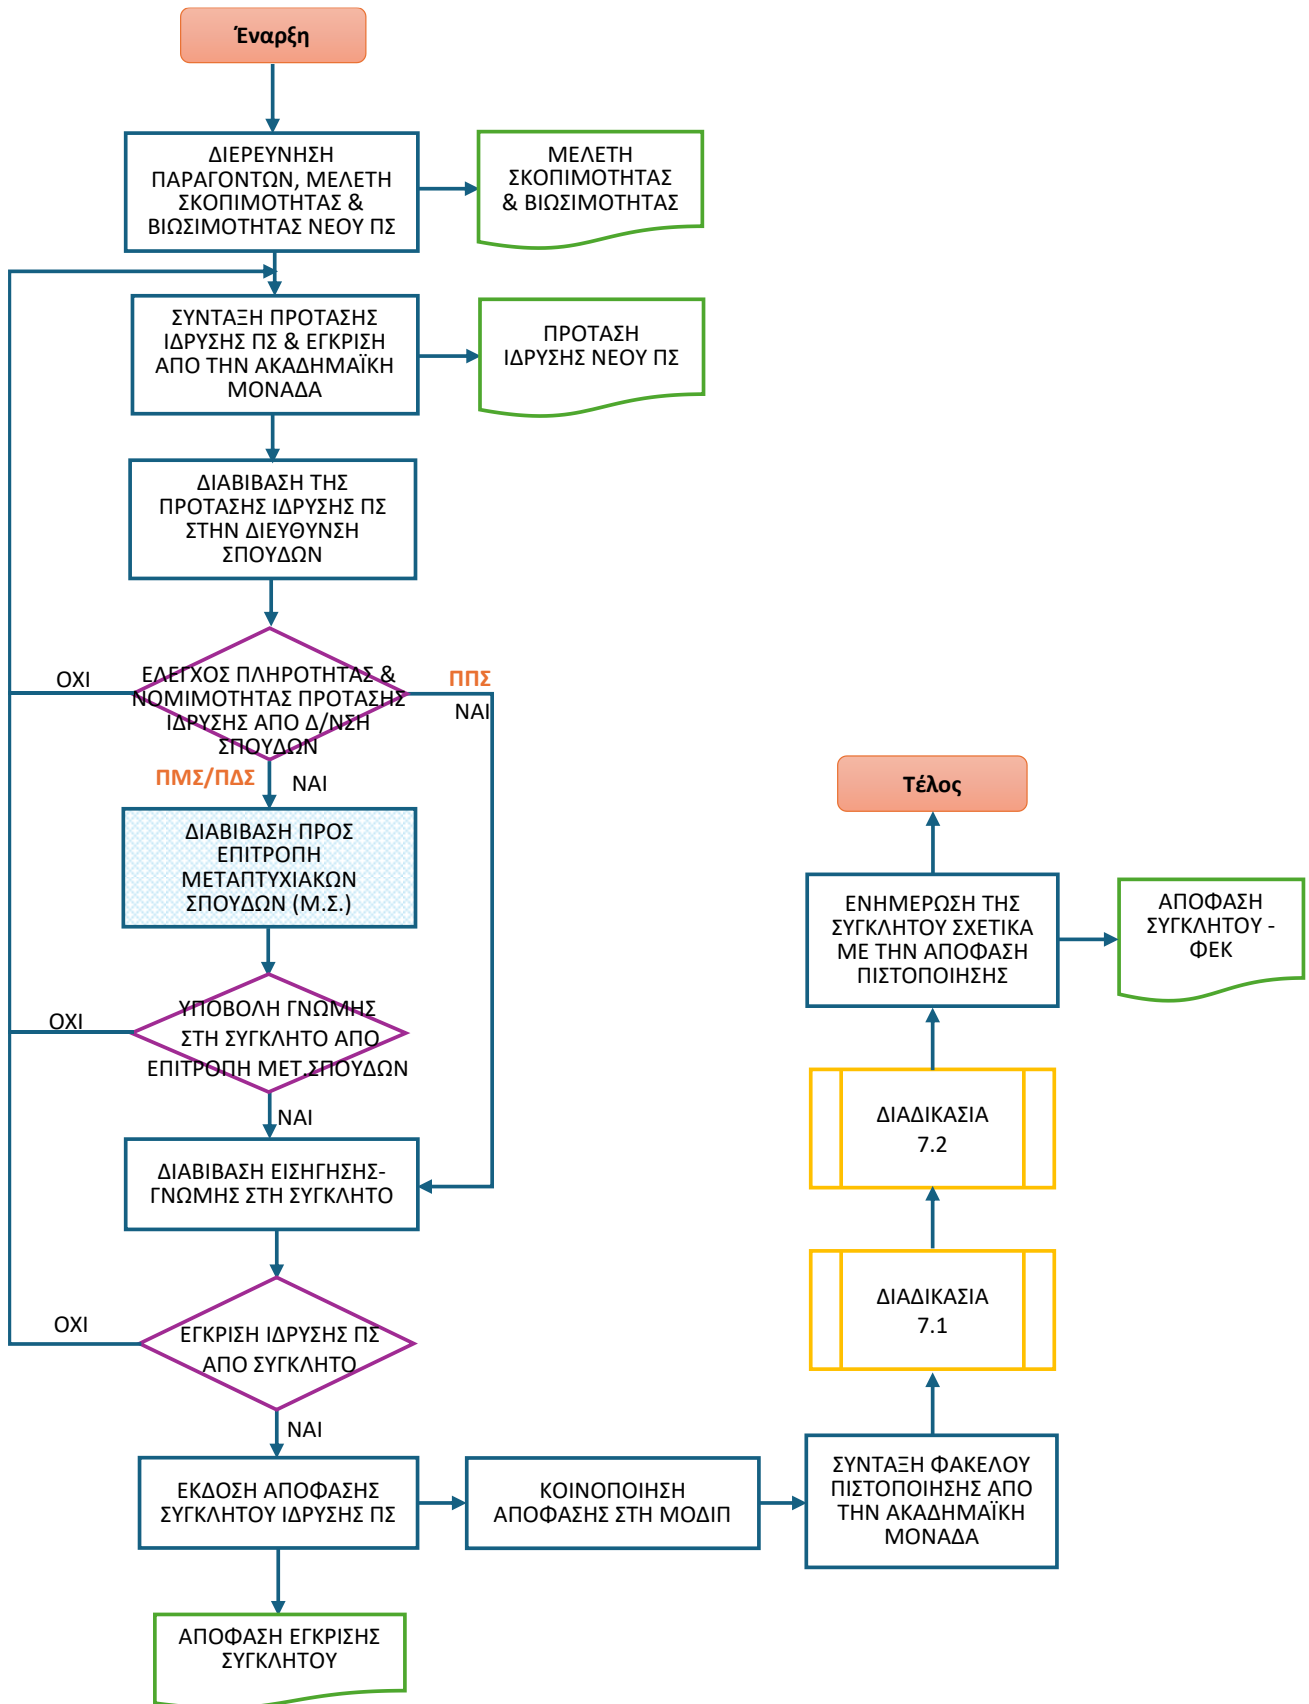 Έναρξη
ΔΙΕΡΕΥΝΗΣΗ
ΠΑΡΑΓΟΝΤΩΝ, ΜΕΛΕΤΗ
ΣΚΟΠΙΜΟΤΗΤΑΣ &
ΒΙΩΣΙΜΟΤΗΤΑΣ ΝΕΟΥ ΠΣ
ΜΕΛΕΤΗ
ΣΚΟΠΙΜΟΤΗΤΑΣ
& ΒΙΩΣΙΜΟΤΗΤΑΣ
ΣΥΝΤΑΞΗ ΠΡΟΤΑΣΗΣ
ΙΔΡΥΣΗΣ ΠΣ & ΕΓΚΡΙΣΗ
ΑΠΟ ΤΗΝ ΑΚΑΔΗΜΑΪΚΗ
ΜΟΝΑΔΑ
ΠΡΟΤΑΣΗ
ΙΔΡΥΣΗΣ ΝΕΟΥ ΠΣ
ΔΙΑΒΙΒΑΣΗ ΤΗΣ
ΠΡΟΤΑΣΗΣ ΙΔΡΥΣΗΣ ΠΣ
ΣΤΗΝ ΔΙΕΥΘΥΝΣΗ
ΣΠΟΥΔΩΝ
ΟΧΙ
ΕΛΕΓΧΟΣ ΠΛΗΡΟΤΗΤΑΣ &
ΝΟΜΙΜΟΤΗΤΑΣ ΠΡΟΤΑΣΗΣ
ΙΔΡΥΣΗΣ ΑΠΟ Δ/ΝΣΗ
ΣΠΟΥΔΩΝ
ΠΠΣ
ΝΑΙ
ΠΜΣ/ΠΔΣ
ΝΑΙ
ΔΙΑΒΙΒΑΣΗ ΠΡΟΣ
ΕΠΙΤΡΟΠΗ
ΜΕΤΑΠΤΥΧΙΑΚΩΝ
ΣΠΟΥΔΩΝ (Μ.Σ.)
ΟΧΙ
ΥΠΟΒΟΛΗ ΓΝΩΜΗΣ
ΣΤΗ ΣΥΓΚΛΗΤΟ ΑΠΟ
ΕΠΙΤΡΟΠΗ ΜΕΤ.ΣΠΟΥΔΩΝ
ΝΑΙ
ΔΙΑΒΙΒΑΣΗ ΕΙΣΗΓΗΣΗΣ-
ΓΝΩΜΗΣ ΣΤΗ ΣΥΓΚΛΗΤΟ
ΟΧΙ
ΕΓΚΡΙΣΗ ΙΔΡΥΣΗΣ ΠΣ
ΑΠΟ ΣΥΓΚΛΗΤΟ
ΝΑΙ
ΕΚΔΟΣΗ ΑΠΟΦΑΣΗΣ
ΣΥΓΚΛΗΤΟΥ ΙΔΡΥΣΗΣ ΠΣ
ΑΠΟΦΑΣΗ ΕΓΚΡΙΣΗΣ
ΣΥΓΚΛΗΤΟΥ
ΚΟΙΝΟΠΟΙΗΣΗ
ΑΠΟΦΑΣΗΣ ΣΤΗ ΜΟΔΙΠ
ΣΥΝΤΑΞΗ ΦΑΚΕΛΟΥ
ΠΙΣΤΟΠΟΙΗΣΗΣ ΑΠΟ
ΤΗΝ ΑΚΑΔΗΜΑΪΚΗ
ΜΟΝΑΔΑ
ΔΙΑΔΙΚΑΣΙΑ
7.1
ΔΙΑΔΙΚΑΣΙΑ
7.2
ΕΝΗΜΕΡΩΣΗ ΤΗΣ
ΣΥΓΚΛΗΤΟΥ ΣΧΕΤΙΚΑ
ΜΕ ΤΗΝ ΑΠΟΦΑΣΗ
ΠΙΣΤΟΠΟΙΗΣΗΣ
ΑΠΟΦΑΣΗ
ΣΥΓΚΛΗΤΟΥ -
ΦΕΚ
Τέλος